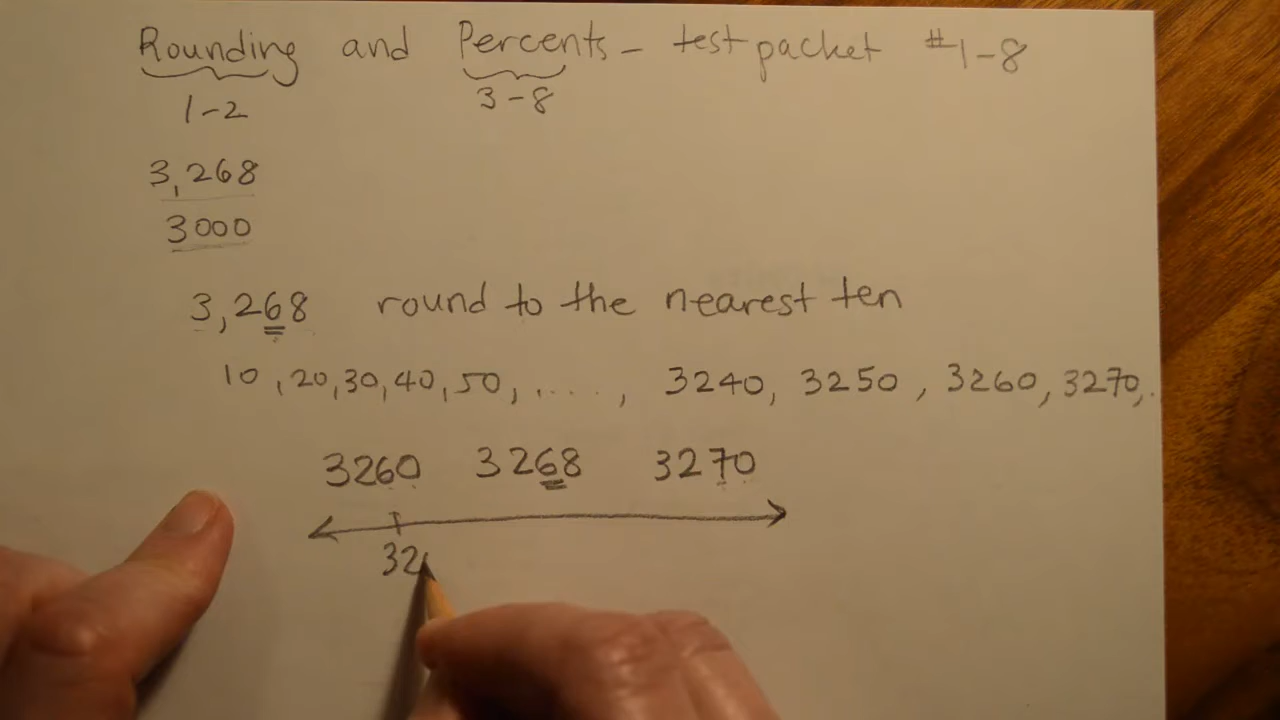 Rounding and Percents - test packet #1-8
1-2 3-8
3,268
3000
3,268 round to the nearest ten
10, 20, 30, 40, 50, ...., 3240, 3250, 3260, 3270, .
3260 3268 3270
32